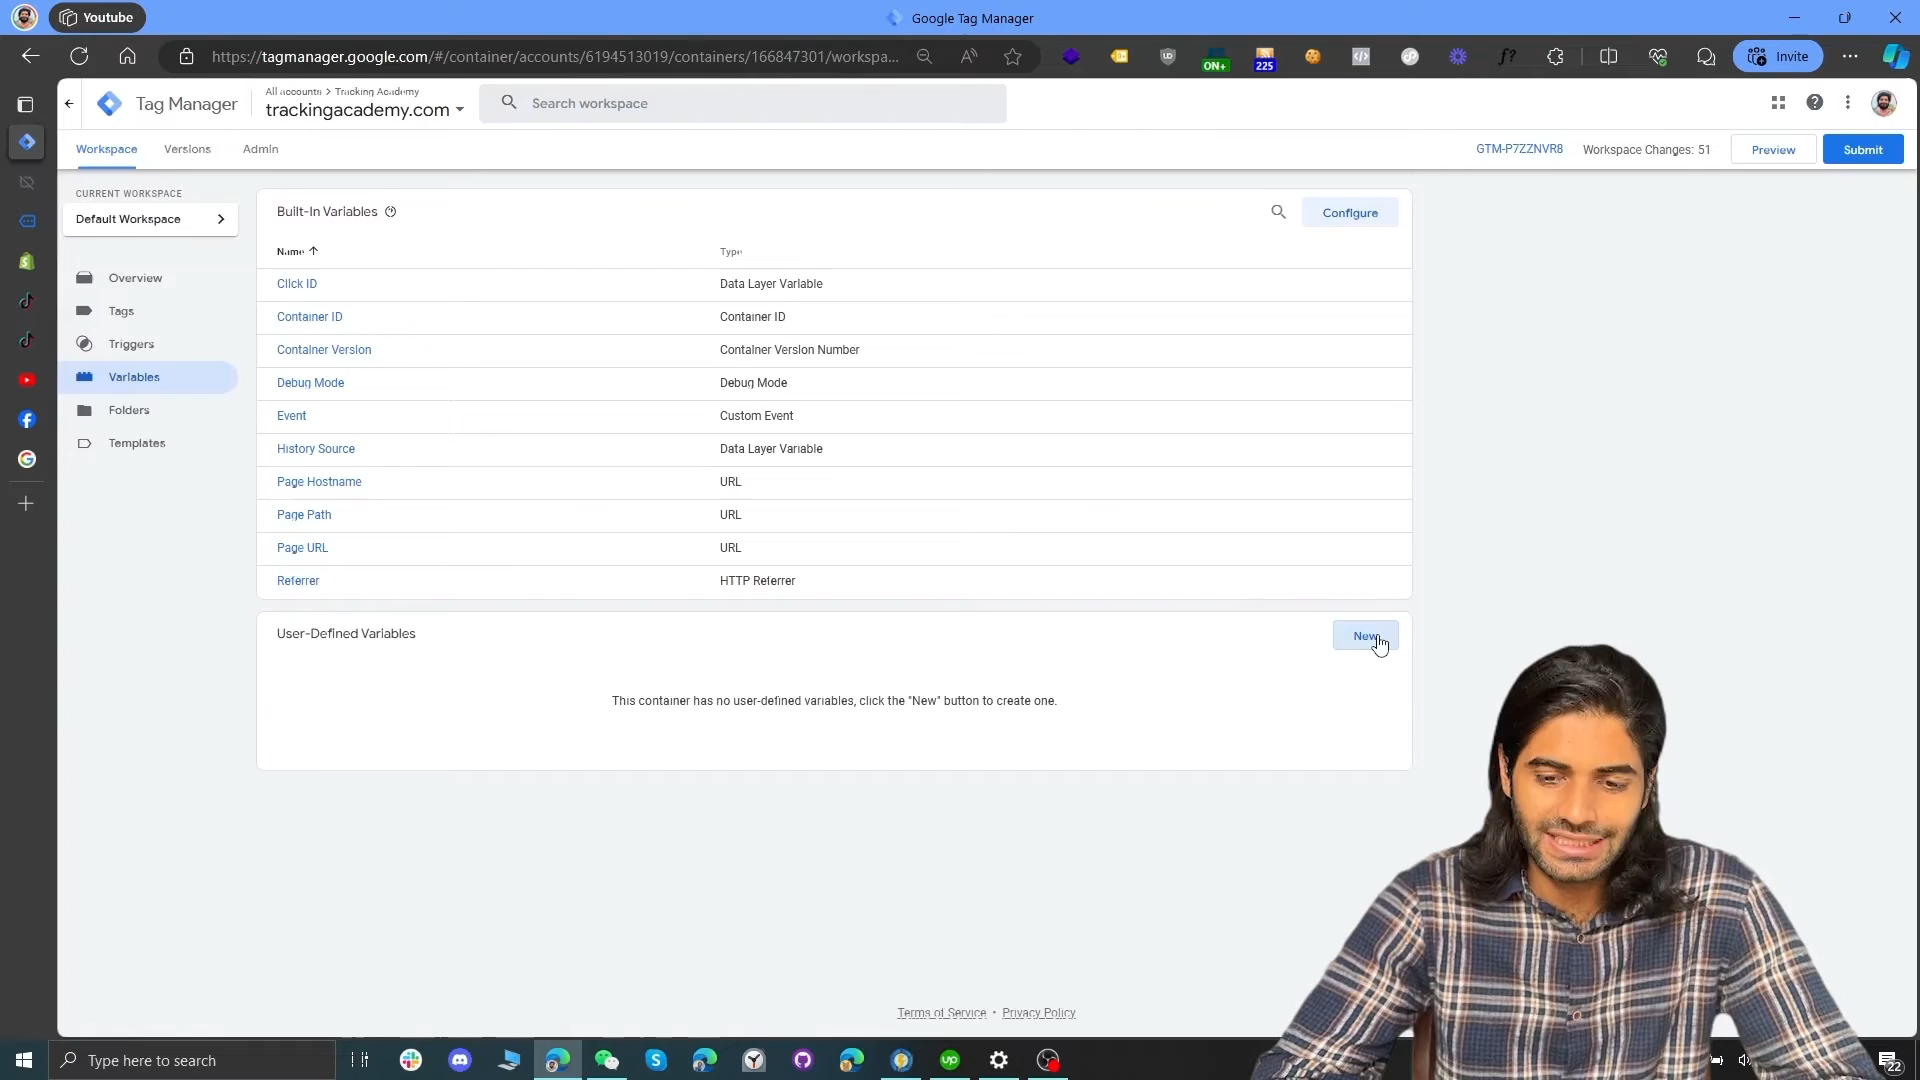 Youtube
Google Tag Manager
https://tagmanager.google.com/#/container/accounts/6194513019/containers/166847301/workspa...
ON+
225
Invite
Tag Manager
All accounts > Tracking Academy
trackingacademy.com
Search workspace
Workspace
Versions
Admin
GTM-P7ZZNVR8
Workspace Changes: 51
Preview
Submit
CURRENT WORKSPACE
Default Workspace
Overview
Tags
Triggers
Variables
Folders
Templates
Built-In Variables
Configure
Name
Type
Click ID
Data Layer Variable
Container ID
Container ID
Container Version
Container Version Number
Debug Mode
Debug Mode
Event
Custom Event
History Source
Data Layer Variable
Page Hostname
URL
Page Path
URL
Page URL
URL
Referrer
HTTP Referrer
User-Defined Variables
New
This container has no user-defined variables, click the "New" button to create one.
Terms of Service • Privacy Policy
Type here to search
22